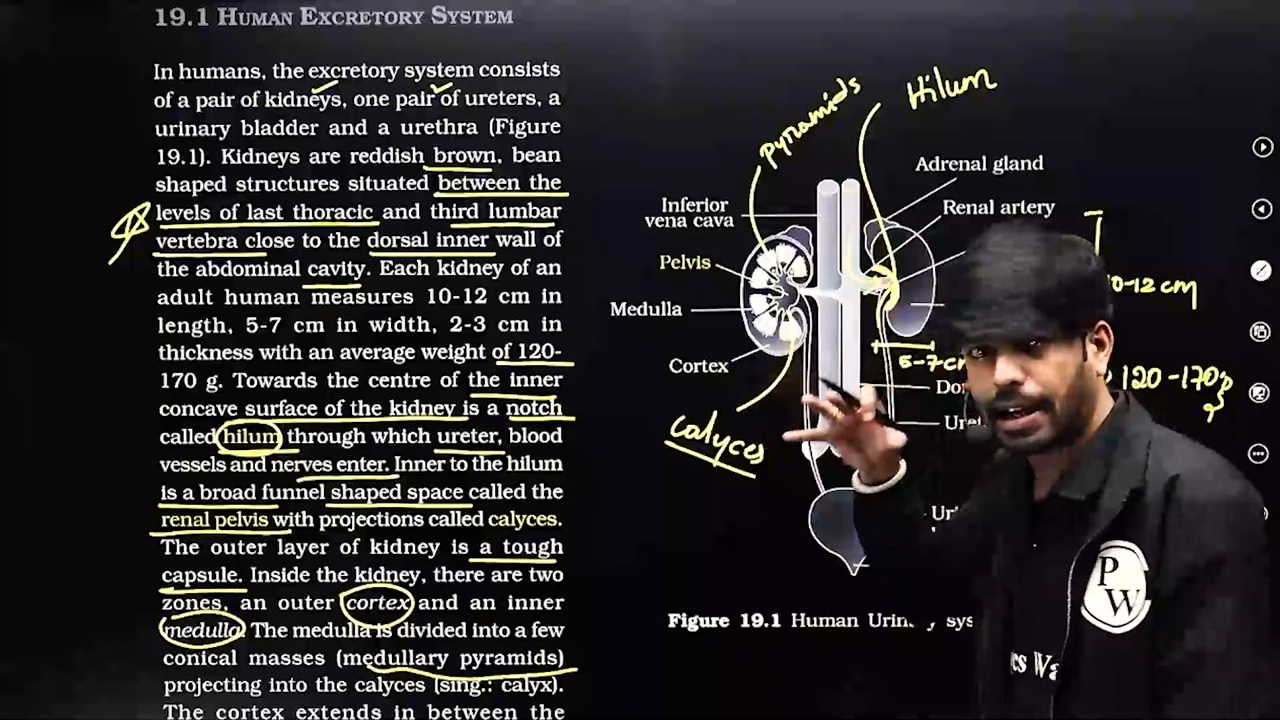 19.1 HUMAN EXCRETORY SYSTEM
In humans, the excretory system consists
of a pair of kidneys, one pair of ureters, a
urinary bladder and a urethra (Figure
19.1). Kidneys are reddish brown, bean
shaped structures situated between the
levels of last thoracic and third lumbar
vertebra close to the dorsal inner wall of
the abdominal cavity. Each kidney of an
adult human measures 10-12 cm in
length, 5-7 cm in width, 2-3 cm in
thickness with an average weight of 120-
170 g. Towards the centre of the inner
concave surface of the kidney is a notch
called hilum through which ureter, blood
vessels and nerves enter. Inner to the hilum
is a broad funnel shaped space called the
renal pelvis with projections called calyces.
The outer layer of kidney is a tough
capsule. Inside the kidney, there are two
zones, an outer cortex and an inner
medulla. The medulla is divided into a few
conical masses (medullary pyramids)
projecting into the calyces (sing.: calyx).
The cortex extends in between the
Pyramids
Hilum
Adrenal gland
Renal artery
Inferior
vena cava
Pelvis
Medulla
Cortex
calyces
0-12 cm
5-7 c
120-170g
Do
U
Ur
Figure 19.1 Human Urin y sys
PW
cs Wa